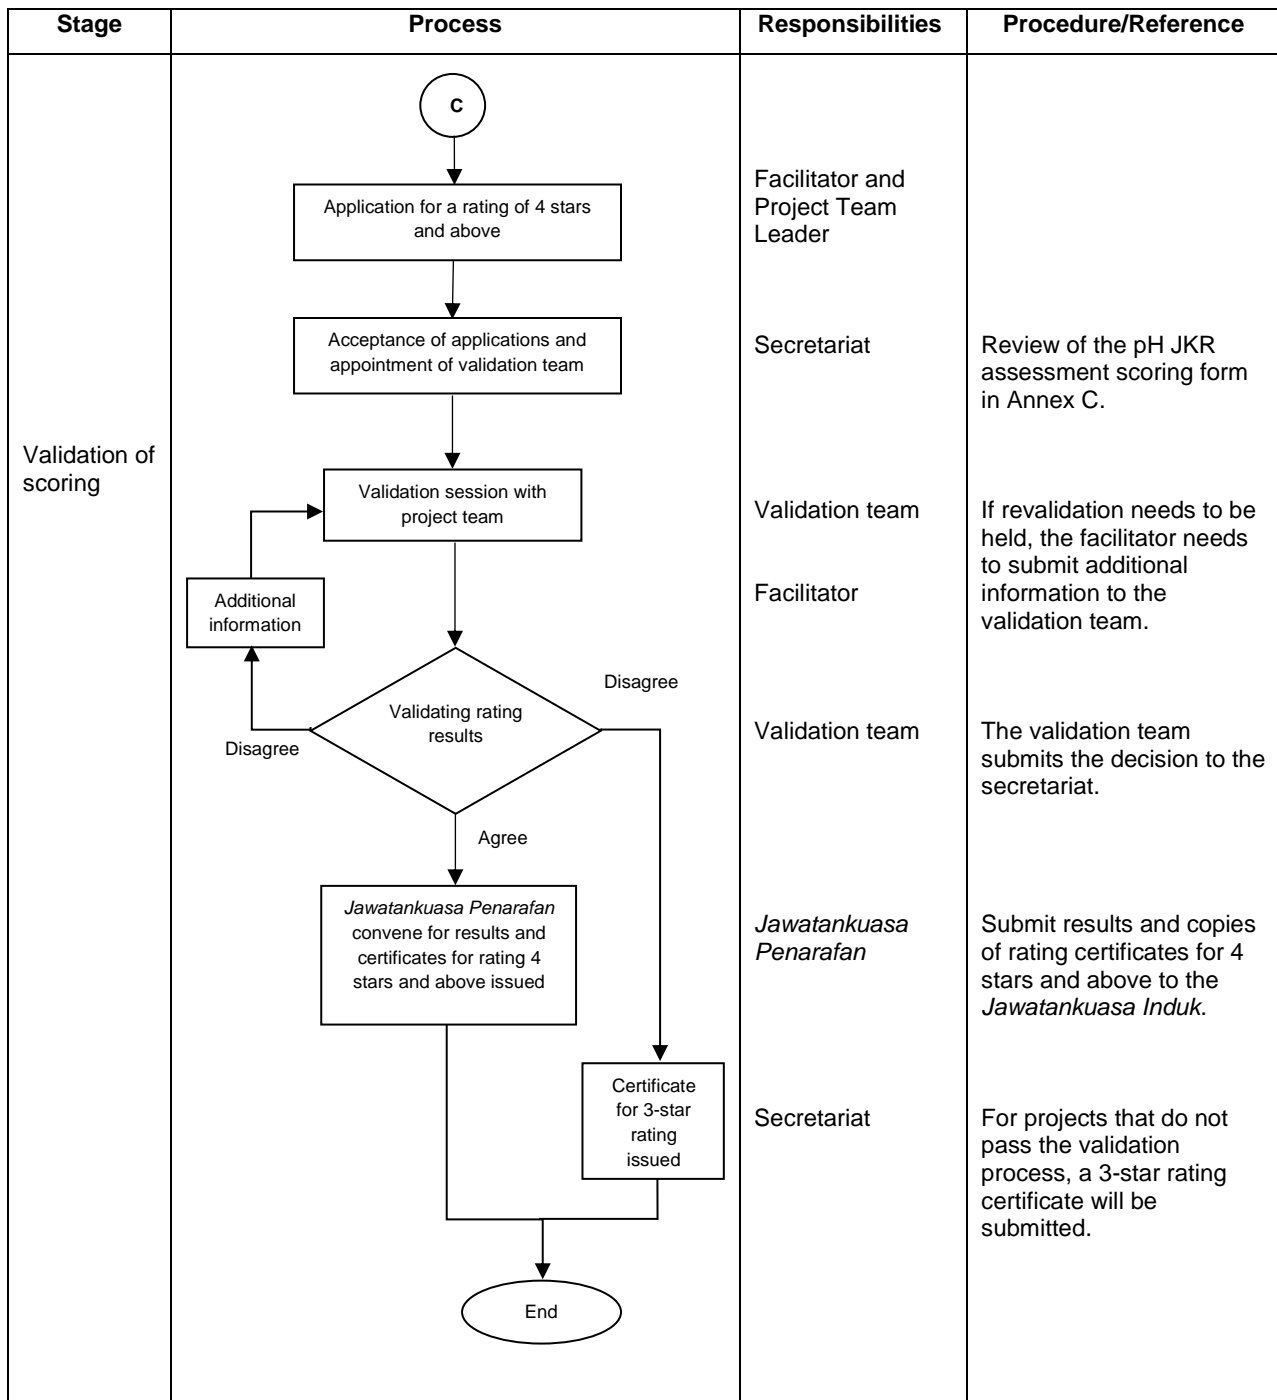 Stage
Process
Responsibilities
Procedure/Reference
Validation of
scoring
C
Application for a rating of 4 stars
and above
Facilitator and
Project Team
Leader
Acceptance of applications and
appointment of validation team
Secretariat
Review of the pH JKR
assessment scoring form
in Annex C.
Validation session with
project team
Validation team
If revalidation needs to be
held, the facilitator needs
to submit additional
information to the
validation team.
Additional
information
Facilitator
Validating rating
results
Disagree
Disagree
Validation team
The validation team
submits the decision to the
secretariat.
Agree
Jawatankuasa Penarafan
convene for results and
certificates for rating 4
stars and above issued
Jawatankuasa
Penarafan
Submit results and copies
of rating certificates for 4
stars and above to the
Jawatankuasa Induk.
Certificate
for 3-star
rating
issued
Secretariat
For projects that do not
pass the validation
process, a 3-star rating
certificate will be
submitted.
End